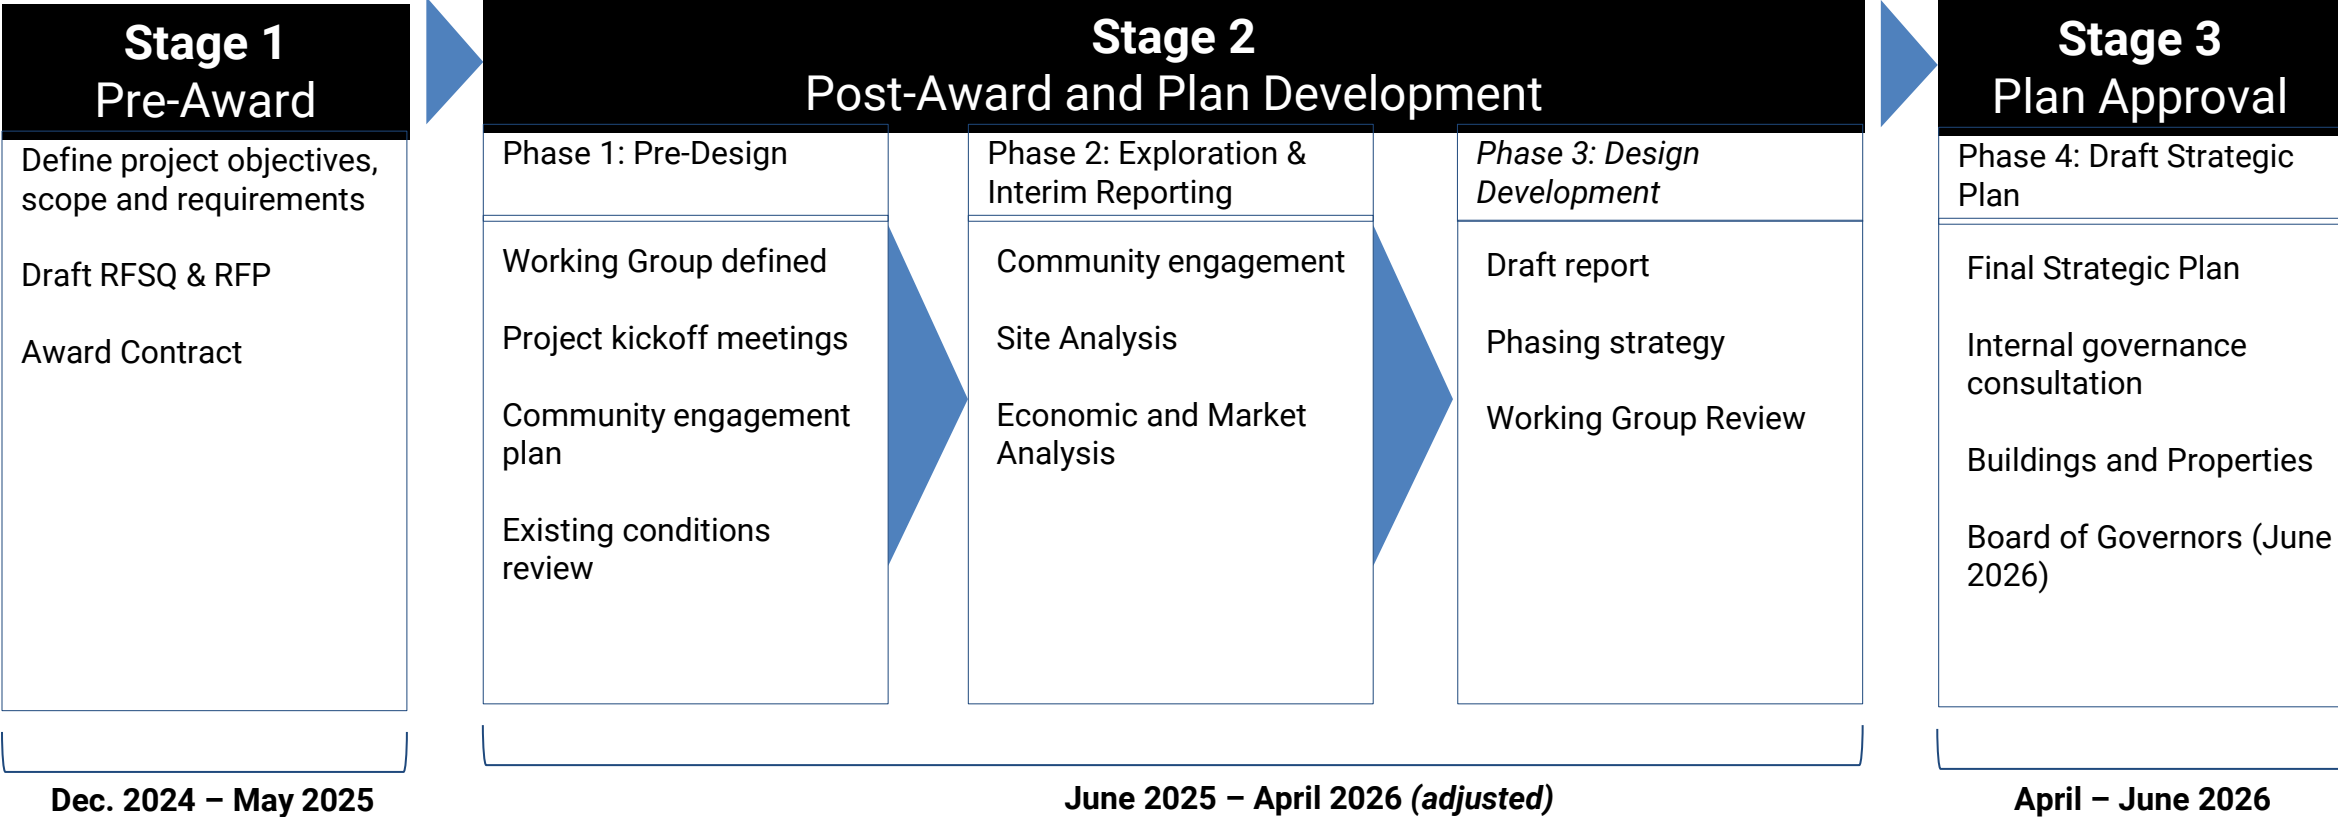 Stage 1
Pre-Award
Define project objectives,
scope and requirements
Draft RFSQ & RFP
Award Contract
Dec. 2024 – May 2025
Stage 2
Post-Award and Plan Development
Phase 1: Pre-Design
Working Group defined
Project kickoff meetings
Community engagement
plan
Existing conditions
review
Phase 2: Exploration &
Interim Reporting
Community engagement
Site Analysis
Economic and Market
Analysis
Phase 3: Design
Development
Draft report
Phasing strategy
Working Group Review
June 2025 – April 2026 (adjusted)
Stage 3
Plan Approval
Phase 4: Draft Strategic
Plan
Final Strategic Plan
Internal governance
consultation
Buildings and Properties
Board of Governors (June
2026)
April – June 2026